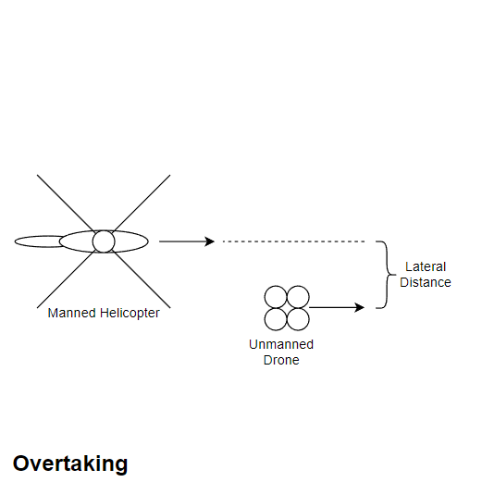 Lateral
Distance
Manned Helicopter
Unmanned
Drone
Overtaking